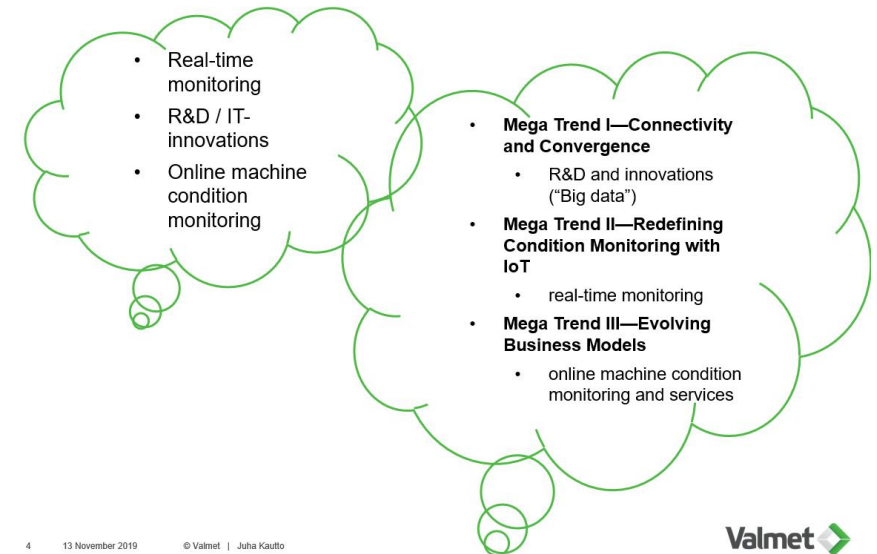 • Real-time
monitoring
• R&D / IT-
innovations
• Online machine
condition
monitoring
• Mega Trend I—Connectivity
and Convergence
• R&D and innovations
(“Big data”)
• Mega Trend II—Redefining
Condition Monitoring with
IoT
• real-time monitoring
• Mega Trend III—Evolving
Business Models
• online machine condition
monitoring and services
4 13 November 2019 © Valmet | Juha Kautto
Valmet